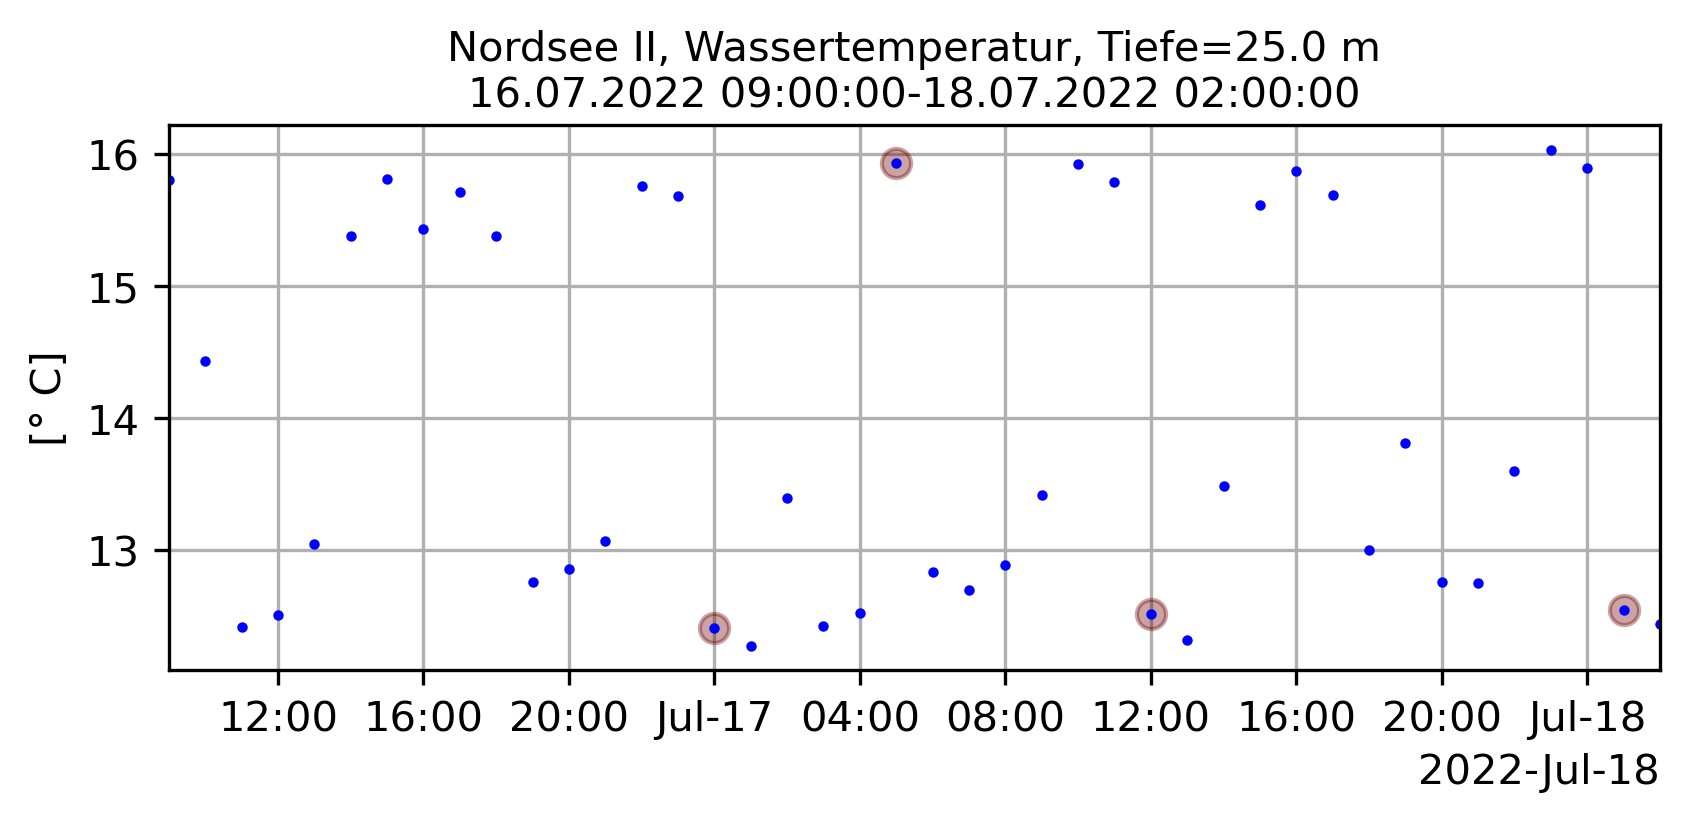 Nordsee II, Wassertemperatur, Tiefe=25.0 m
16.07.2022 09:00:00-18.07.2022 02:00:00
[° C]
16
15
14
13
12:00 16:00 20:00 Jul-17 04:00 08:00 12:00 16:00 20:00 Jul-18
2022-Jul-18